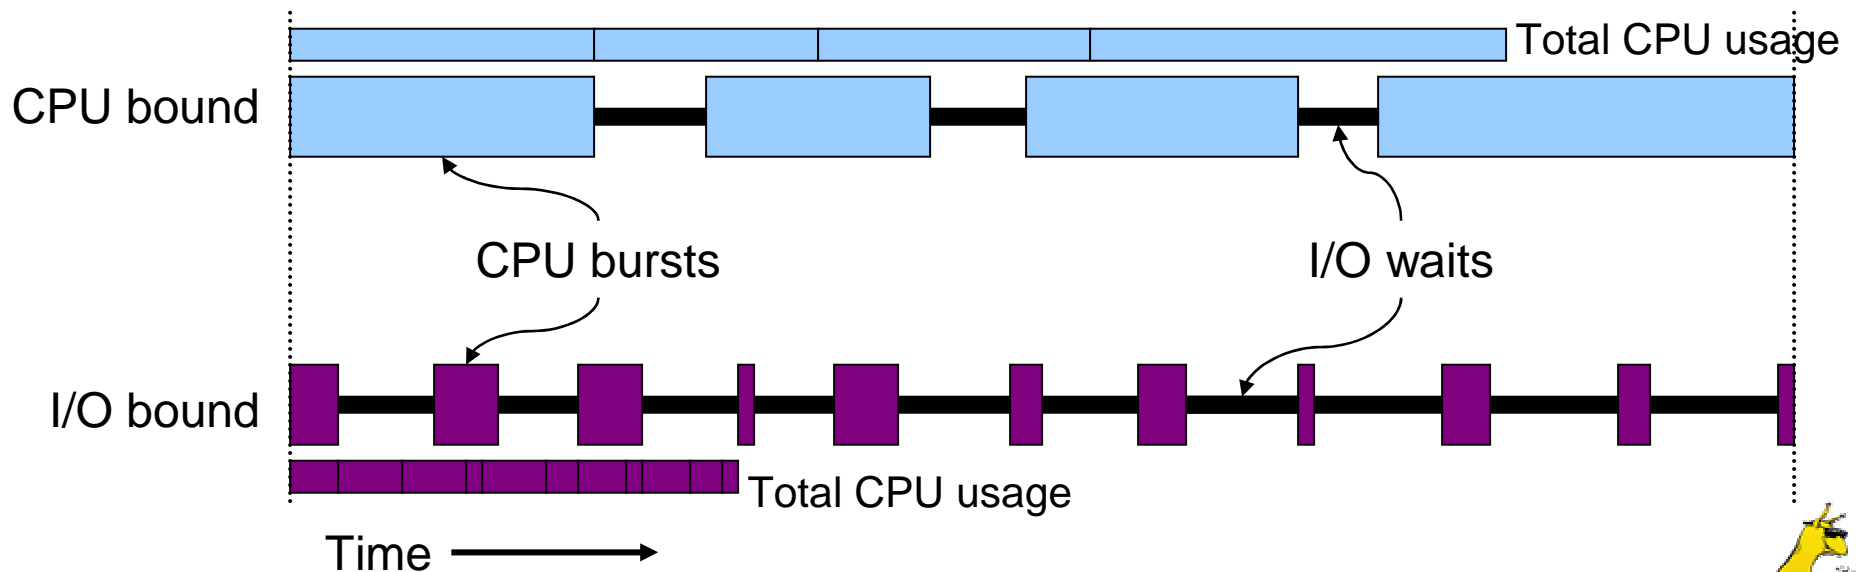 Total CPU usage
CPU bound
CPU bursts
I/O waits
I/O bound
Total CPU usage
Time